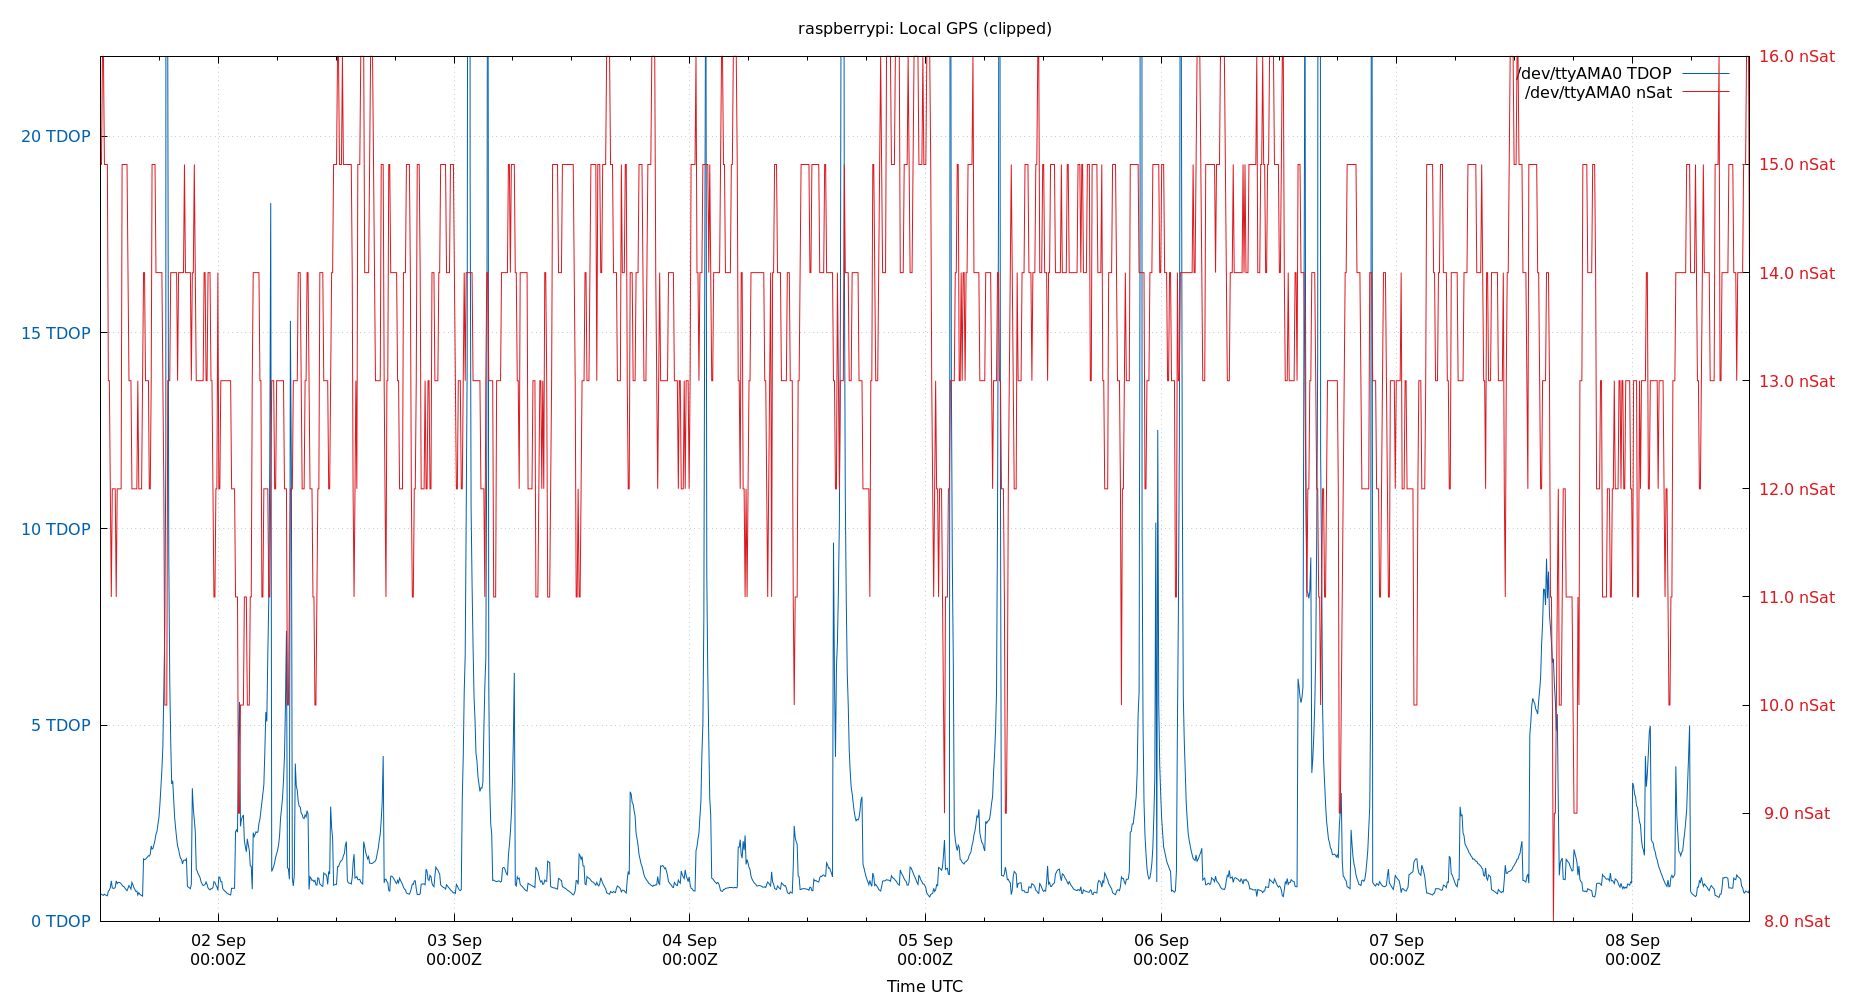 raspberrypi: Local GPS (clipped)
16.0 nSat
/dev/ttyAMA0 TDOP
/dev/ttyAMA0 nSat
20 TDOP
15.0 nSat
14.0 nSat
15 TDOP
13.0 nSat
12.0 nSat
10 TDOP
11.0 nSat
10.0 nSat
5 TDOP
9.0 nSat
0 TDOP
8.0 nSat
02 Sep 03 Sep 04 Sep 05 Sep 06 Sep 07 Sep 08 Sep
00:00Z 00:00Z 00:00Z 00:00Z 00:00Z 00:00Z 00:00Z
Time UTC